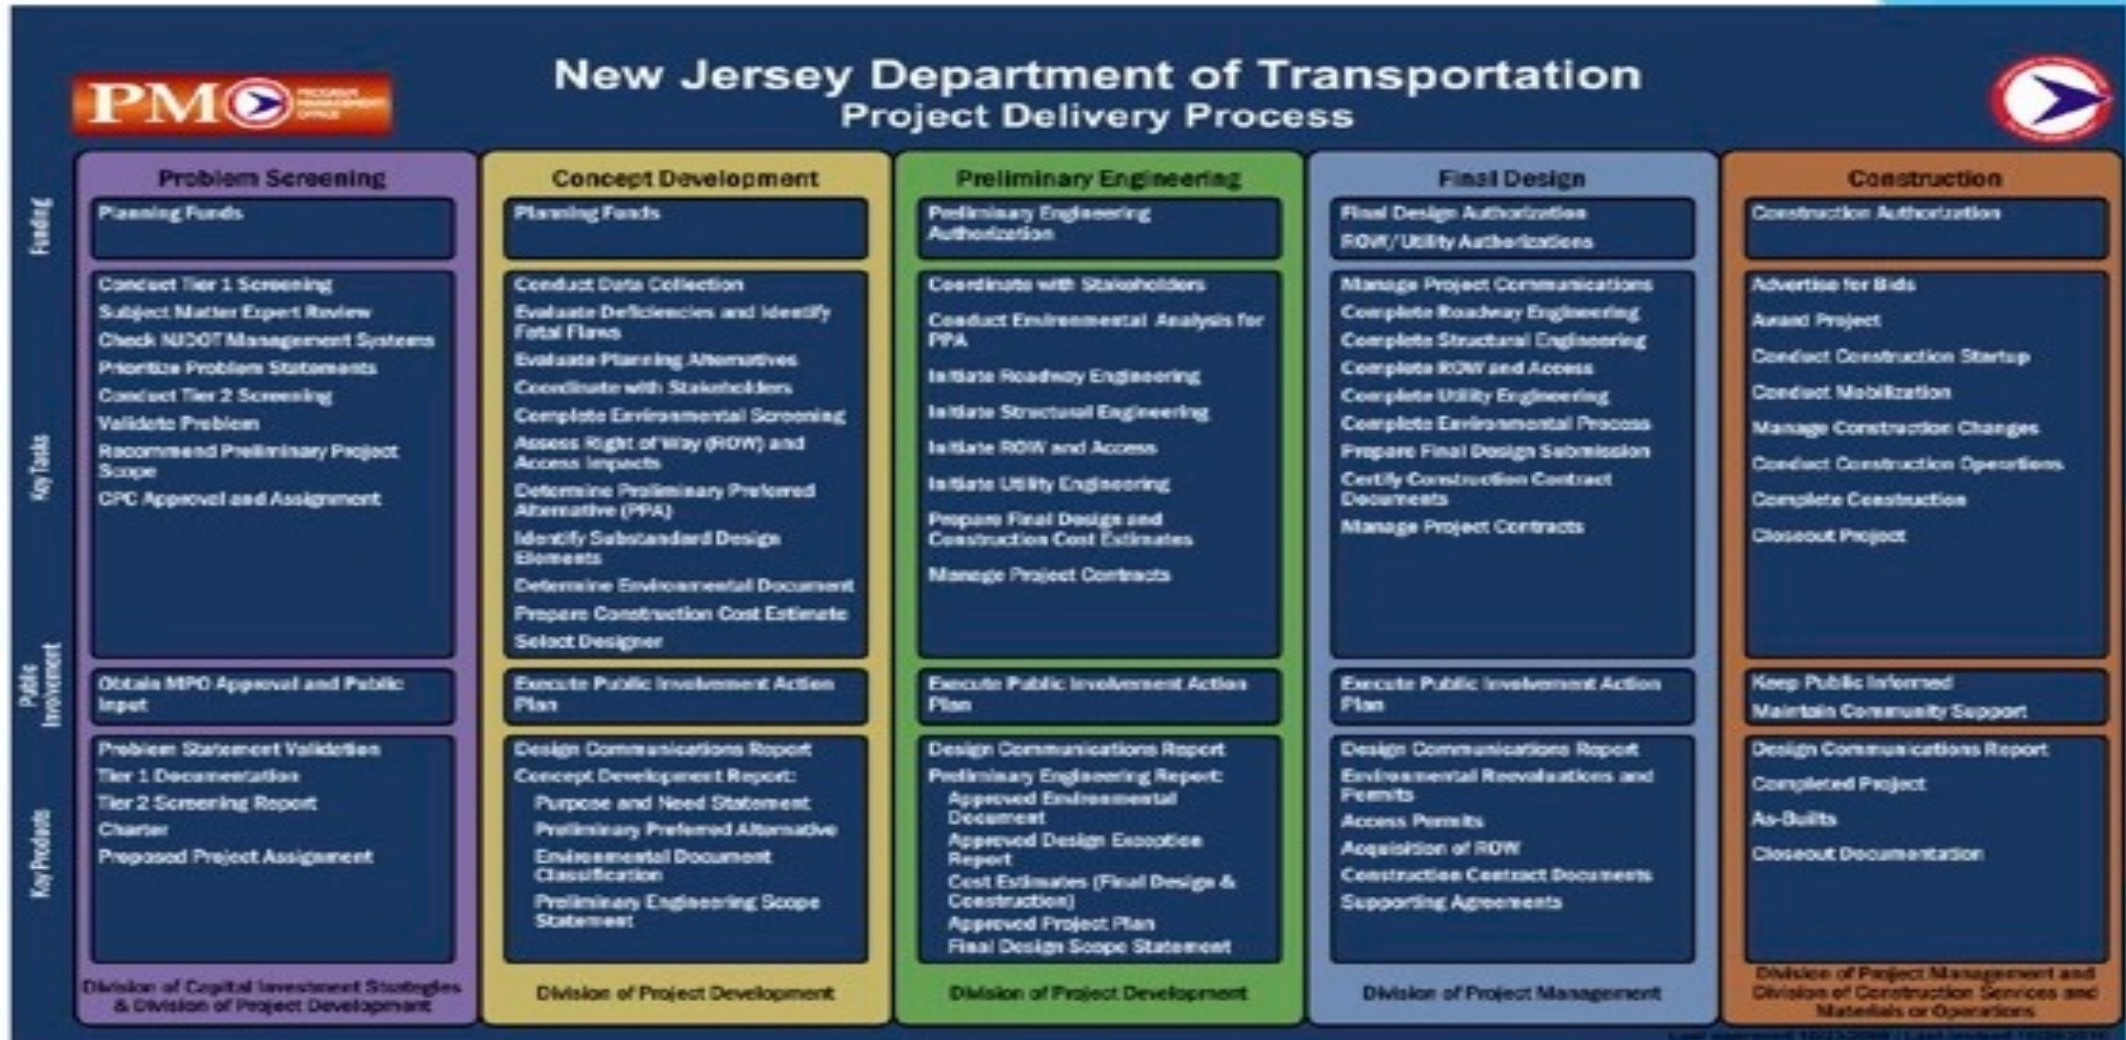 PMO PROGRAM
MANAGEMENT
OFFICE
New Jersey Department of Transportation
Project Delivery Process
Problem Screening
Funding
Planning Funds
Key Tasks
Conduct Tier 1 Screening
Subject Matter Expert Review
Check NJDOT Management Systems
Prioritize Problem Statements
Conduct Tier 2 Screening
Validate Problem
Recommend Preliminary Project
Scope
CPC Approval and Assignment
Public
Involvement
Obtain MPO Approval and Public
Input
Key Products
Problem Statement Validation
Tier 1 Documentation
Tier 2 Screening Report
Charter
Proposed Project Assignment
Division of Capital Investment Strategies
& Division of Project Development
Concept Development
Planning Funds
Conduct Data Collection
Evaluate Deficiencies and Identify
Fatal Flaws
Evaluate Planning Alternatives
Coordinate with Stakeholders
Complete Environmental Screening
Assess Right of Way (ROW) and
Access Impacts
Determine Preliminary Preferred
Alternative (PPA)
Identify Substandard Design
Elements
Determine Environmental Document
Prepare Construction Cost Estimate
Select Designer
Execute Public Involvement Action
Plan
Design Communications Report
Concept Development Report:
Purpose and Need Statement
Preliminary Preferred Alternative
Environmental Document
Classification
Preliminary Engineering Scope
Statement
Division of Project Development
Preliminary Engineering
Preliminary Engineering
Authorization
Coordinate with Stakeholders
Conduct Environmental Analysis for
PPA
Initiate Roadway Engineering
Initiate Structural Engineering
Initiate ROW and Access
Initiate Utility Engineering
Prepare Final Design and
Construction Cost Estimates
Manage Project Contracts
Execute Public Involvement Action
Plan
Design Communications Report
Preliminary Engineering Report:
Approved Environmental
Document
Approved Design Exception
Report
Cost Estimates (Final Design &
Construction)
Approved Project Plan
Final Design Scope Statement
Division of Project Development
Final Design
Final Design Authorization
ROW/Utility Authorizations
Manage Project Communications
Complete Roadway Engineering
Complete Structural Engineering
Complete ROW and Access
Complete Utility Engineering
Complete Environmental Process
Prepare Final Design Submission
Certify Construction Contract
Documents
Manage Project Contracts
Execute Public Involvement Action
Plan
Design Communications Report
Environmental Reevaluations and
Permits
Access Permits
Acquisition of ROW
Construction Contract Documents
Supporting Agreements
Division of Project Management
Construction
Construction Authorization
Advertise for Bids
Award Project
Conduct Construction Startup
Conduct Mobilization
Manage Construction Changes
Conduct Construction Operations
Complete Construction
Closeout Project
Keep Public Informed
Maintain Community Support
Design Communications Report
Completed Project
As-Builts
Closeout Documentation
Division of Project Management and
Division of Construction Services and
Materials or Operations